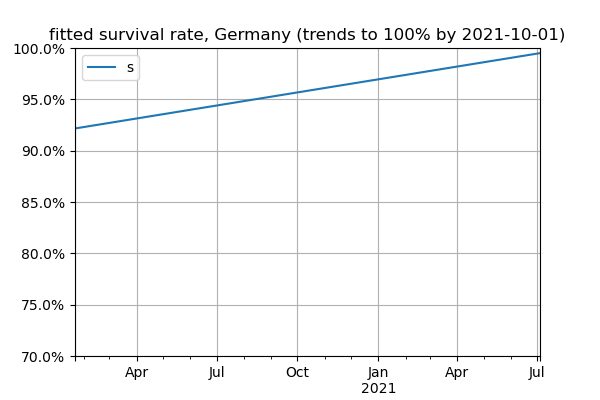 fitted survival rate, Germany (trends to 100% by 2021-10-01)
100.0%
s
95.0%
90.0%
85.0%
80.0%
75.0%
70.0%
Apr Jul Oct Jan Apr Jul
2021